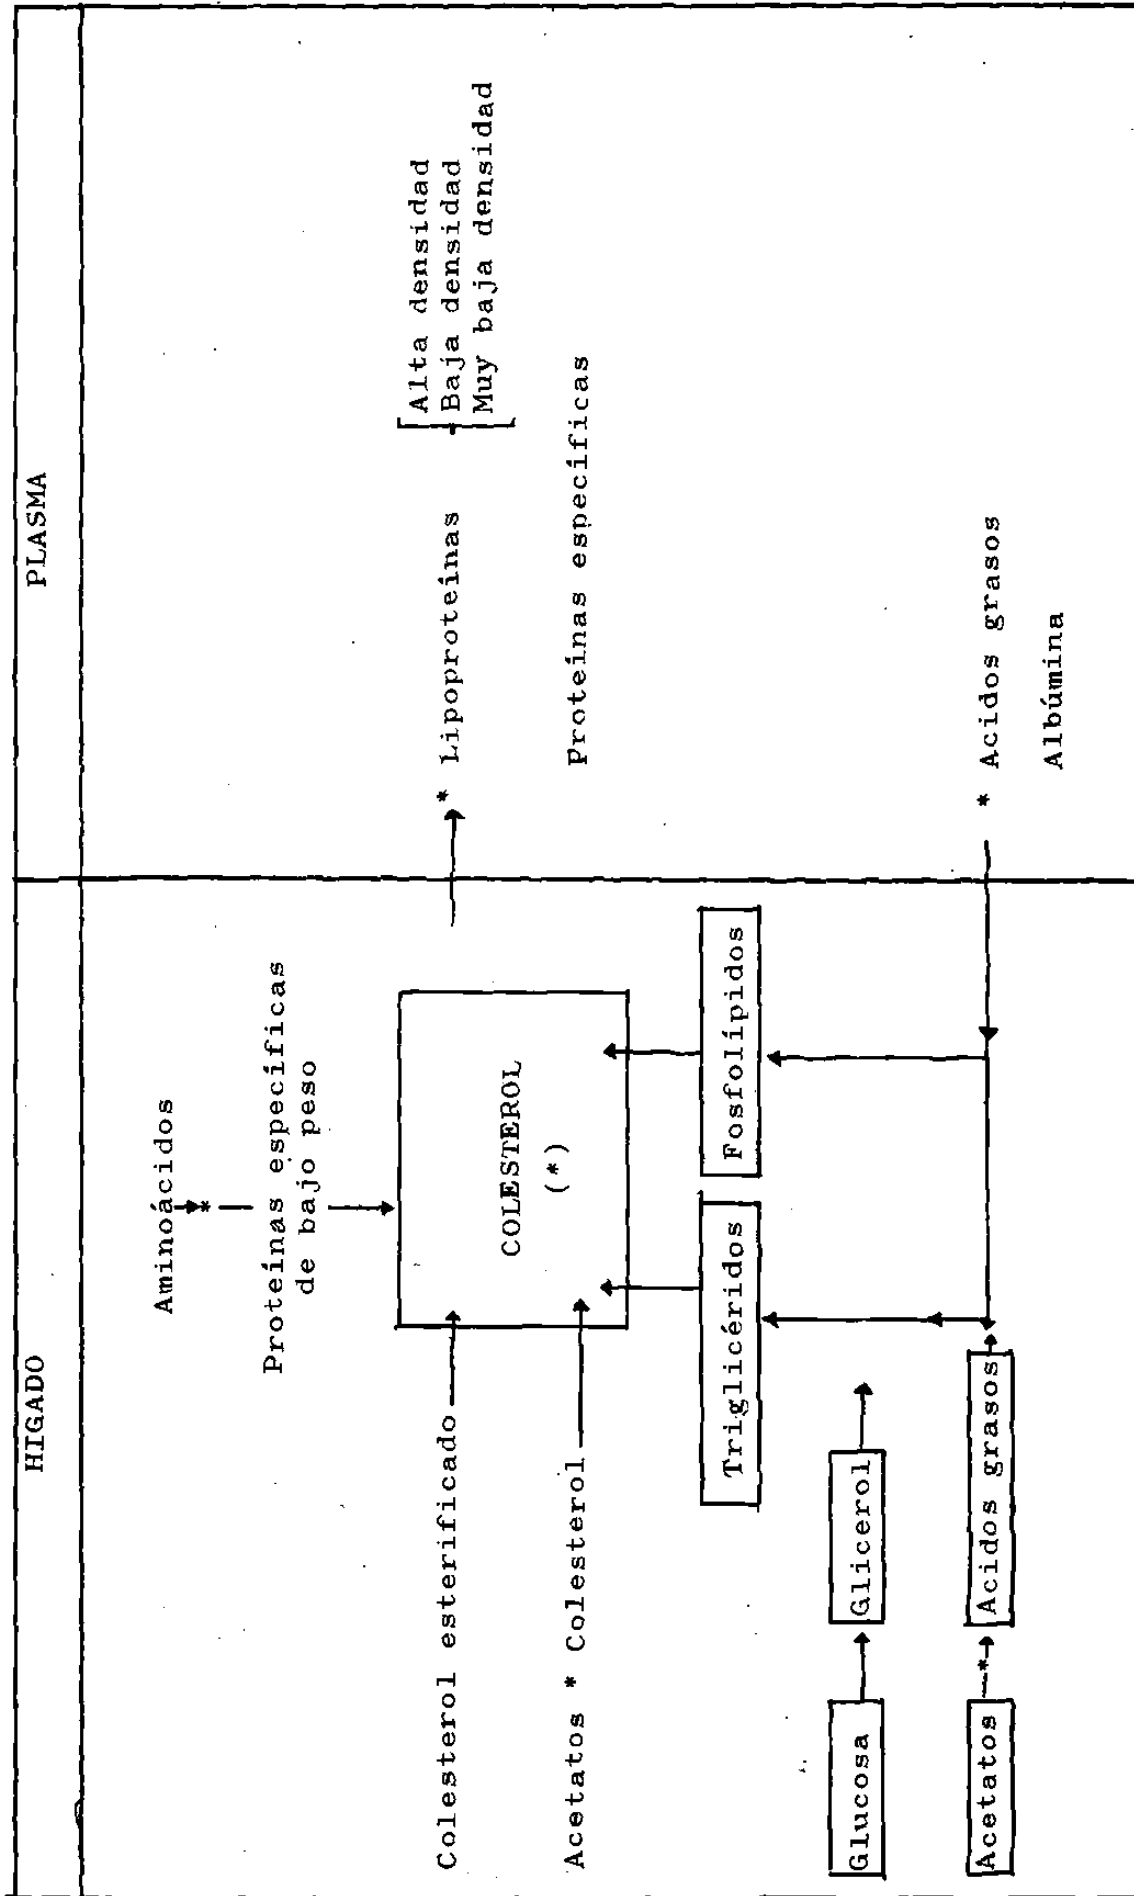 HIGADO
PLASMA
Aminoácidos
*
Proteínas específicas
de bajo peso
Colesterol esterificado
Acetatos * Colesterol
COLESTEROL
(*)
* Lipoproteínas
Alta densidad
Baja densidad
Muy baja densidad
Proteínas específicas
Triglicéridos
Fosfolípidos
Glucosa
Glicerol
Acetatos
*
Acidos grasos
* Acidos grasos
Albúmina